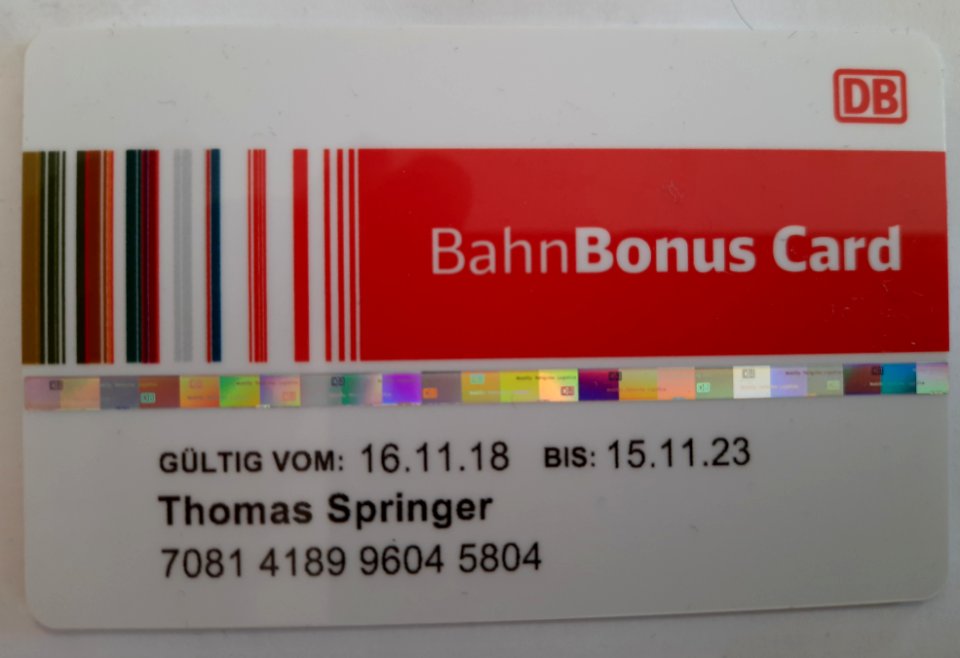 DB
BahnBonus Card
GÜLTIG VOM: 16.11.18 BIS: 15.11.23
Thomas Springer
7081 4189 9604 5804